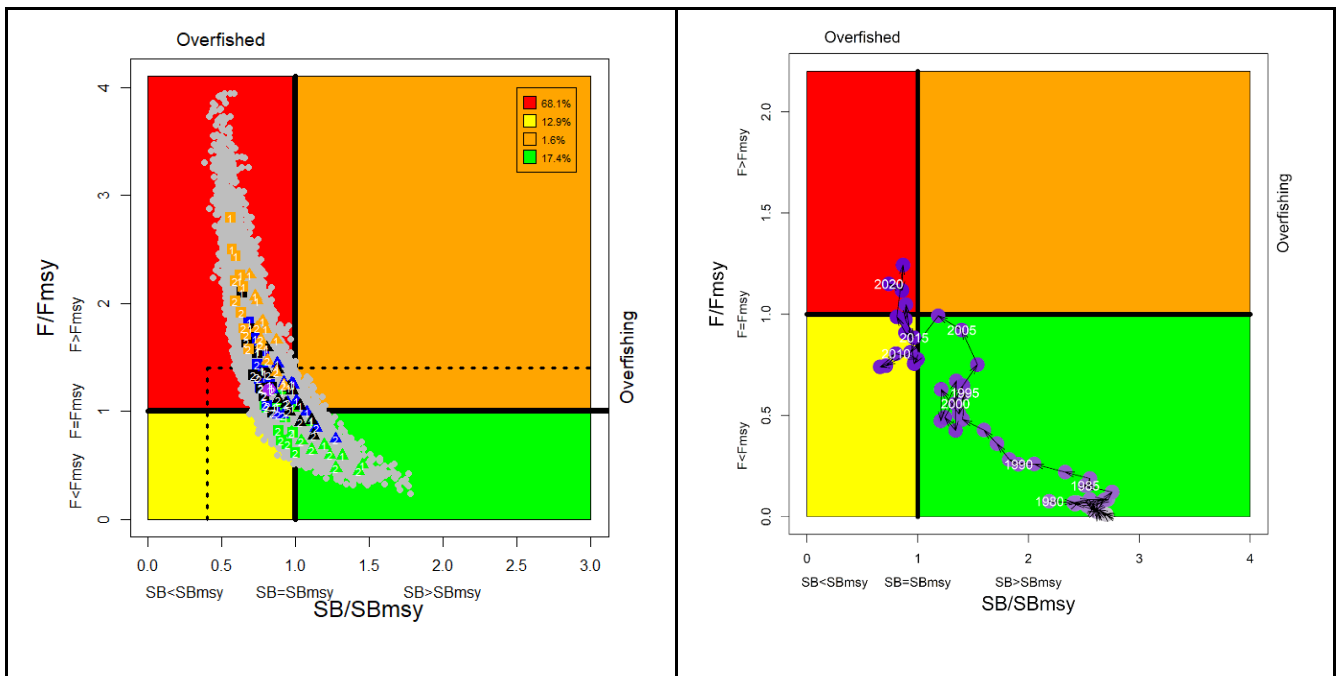 Overfished
4
3
2
1
0
F/Fmsy
F>Fmsy
F=Fmsy
F<Fmsy
68.1%
12.9%
1.6%
17.4%
Overfishing
0.0 0.5 1.0 1.5 2.0 2.5 3.0
SB<SBmsy SB=SBmsy SB>SBmsy
SB/SBmsy
Overfished
2.0
1.5
1.0
0.5
0.0
F/Fmsy
F>Fmsy
F=Fmsy
F<Fmsy
2020
2005
2015
2010
1995
2000
1990
1985
1980
Overfishing
0 1 2 3 4
SB<SBmsy SB=SBmsy SB>SBmsy
SB/SBmsy